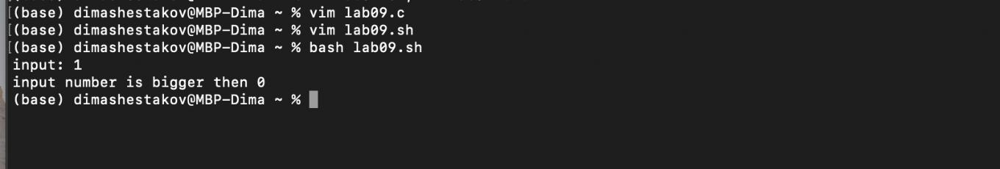 [(base) dimashestakov@MBP-Dima ~ % vim lab09.c
[(base) dimashestakov@MBP-Dima ~ % vim lab09.sh
[(base) dimashestakov@MBP-Dima ~ % bash lab09.sh
input: 1
input number is bigger then 0
(base) dimashestakov@MBP-Dima ~ %